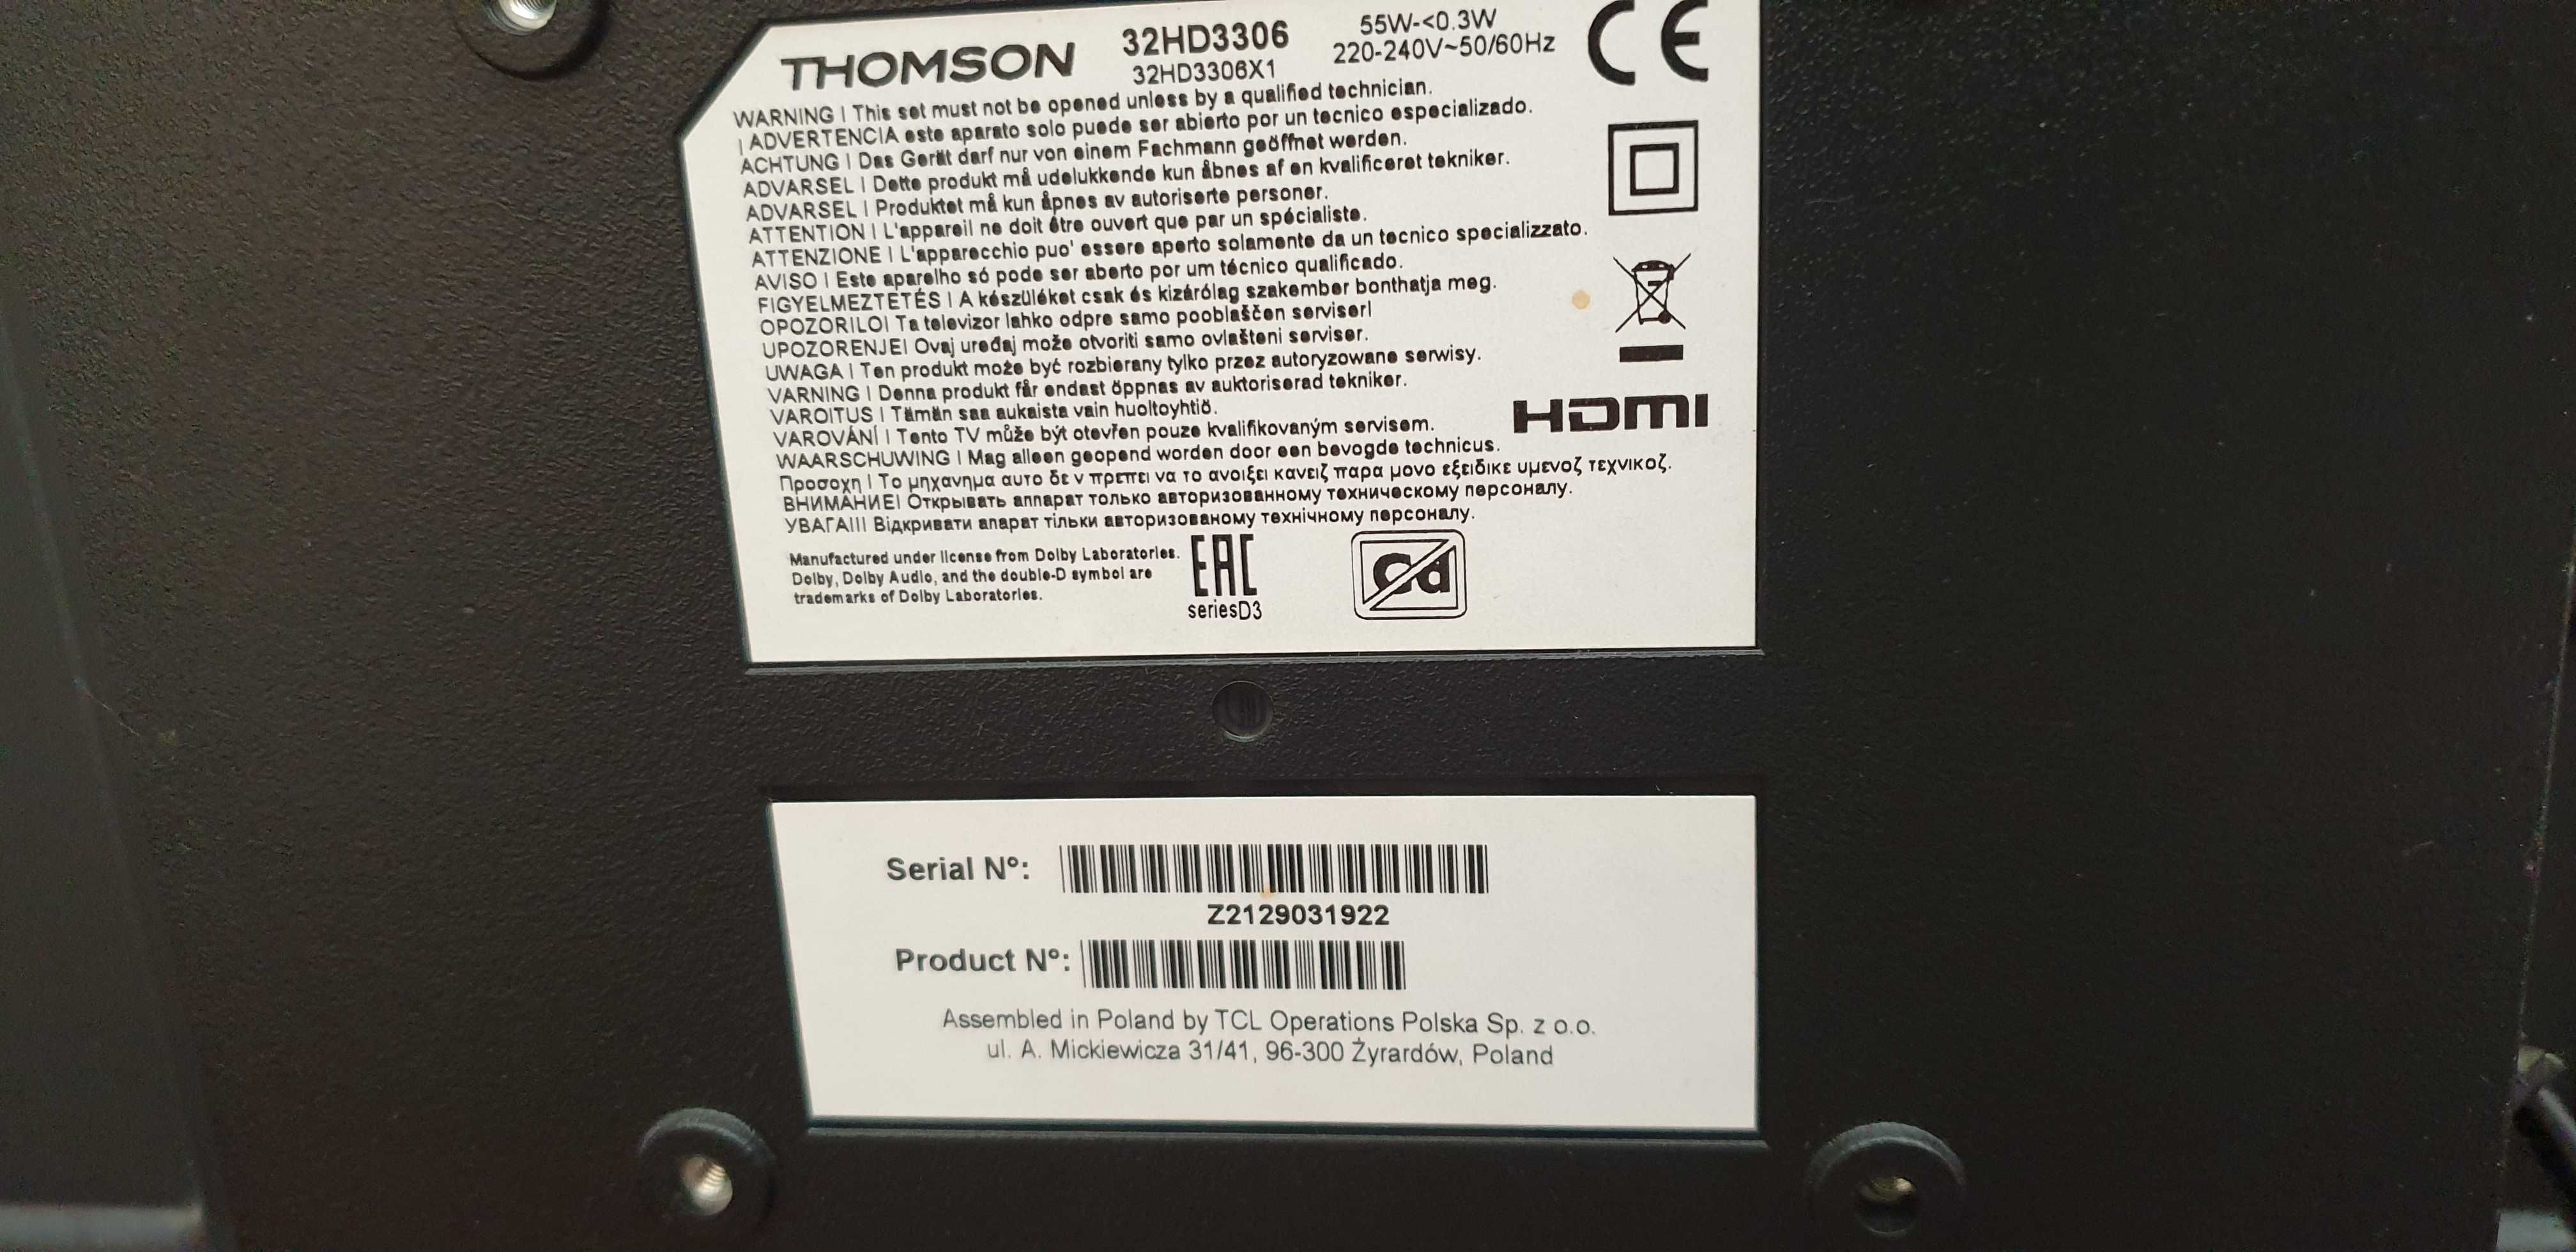 THOMSON 32HD3306 55W-<0.3W
32HD3306X1 220-240V~50/60Hz
CE
WARNING | This set must not be opened unless by a qualified technician.
| ADVERTENCIA este aparato solo puede ser abierto por un tecnico especializado.
ACHTUNG | Das Gerät darf nur von einem Fachmann geöffnet werden.
ADVARSEL | Dette produkt må udelukkende kun åbnes af en kvalificeret tekniker.
ADVARSEL | Produktet må kun åpnes av autoriserte personer.
ATTENTION | L'appareil ne doit être ouvert que par un spécialiste.
ATTENZIONE | L'apparecchio puo' essere aperto solamente da un tecnico specializzato.
AVISO | Este aparelho só pode ser aberto por um técnico qualificado.
FIGYELMEZTETÉS | A készüléket csak és kizárólag szakember bonthatja meg.
OPOZORILO| Ta televizor lahko odpre samo pooblaščen serviser|
UPOZORENJE| Ovaj uređaj može otvoriti samo ovlašteni serviser.
UWAGA | Ten produkt może być rozbierany tylko przez autoryzowane serwisy.
VARNING | Denna produkt får endast öppnas av auktoriserad tekniker.
VAROITUS | Tämän saa aukaista vain huoltoyhtiö.
VAROVÁNÍ | Tento TV může být otevřen pouze kvalifikovaným servisem.
WAARSCHUWING | Mag alleen geopend worden door een bevogde technicus.
Προσοχη | Το μηχανημα αυτο δε ν πρεπει να το ανοιξει κανειζ παρα μονο εξειδικε υμενοζ τεχνικοζ.
ВНИМАНИЕ| Открывать аппарат только авторизованному техническому персоналу.
УВАГА||| Відкривати апарат тільки авторизованому технічному персоналу.
HDMI
Manufactured under license from Dolby Laboratories.
Dolby, Dolby Audio, and the double-D symbol are
trademarks of Dolby Laboratories.
EAC
seriesD3
Cd
Serial N°:
Z2129031922
Product N°:
Assembled in Poland by TCL Operations Polska Sp. z o.o.
ul. A. Mickiewicza 31/41, 96-300 Żyrardów, Poland